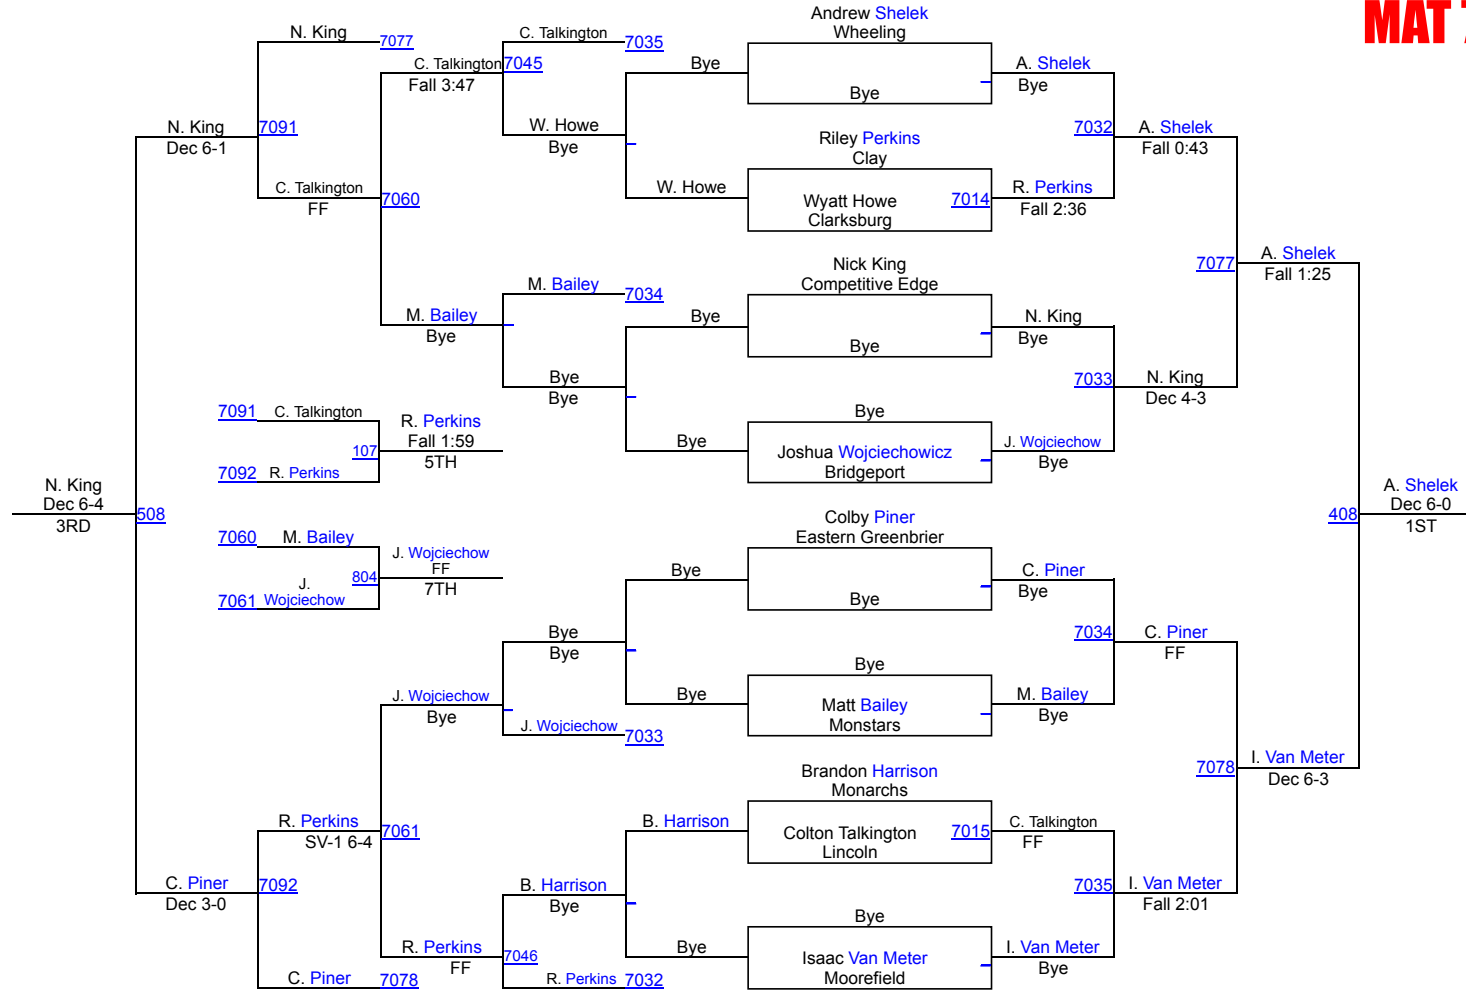 MAT 7
Andrew Shelek
Wheeling
N. King
7077
C. Talkington
7035
C. Talkington
7045
Fall 3:47
Bye
Bye
A. Shelek
Bye
N. King
7091
Dec 6-1
W. Howe
Bye
Riley Perkins
Clay
7032
A. Shelek
Fall 0:43
C. Talkington
FF
7060
W. Howe
Wyatt Howe
Clarksburg
7014
R. Perkins
Fall 2:36
Nick King
Competitive Edge
7077
A. Shelek
Fall 1:25
M. Bailey
7034
M. Bailey
Bye
Bye
Bye
N. King
Bye
Bye
Bye
7033
N. King
Dec 4-3
7091
C. Talkington
R. Perkins
Fall 1:59
107
5TH
7092
R. Perkins
Bye
Bye
Joshua Wojciechowicz
Bridgeport
J. Wojciechow
Bye
N. King
Dec 6-4
508
3RD
A. Shelek
Dec 6-0
408
1ST
Colby Piner
Eastern Greenbrier
7060
M. Bailey
J. Wojciechow
FF
804
7TH
J.
7061
Wojciechow
Bye
Bye
C. Piner
Bye
Bye
Bye
7034
C. Piner
FF
Bye
J. Wojciechow
Bye
Bye
Matt Bailey
Monstars
M. Bailey
Bye
J. Wojciechow
7033
7078
I. Van Meter
Dec 6-3
Brandon Harrison
Monarchs
R. Perkins
SV-1 6-4
7061
B. Harrison
Colton Talkington
Lincoln
7015
C. Talkington
FF
C. Piner
7092
Dec 3-0
B. Harrison
Bye
7035
I. Van Meter
Fall 2:01
Bye
R. Perkins
FF
7046
Bye
Isaac Van Meter
Moorefield
I. Van Meter
Bye
C. Piner
7078
R. Perkins
7032